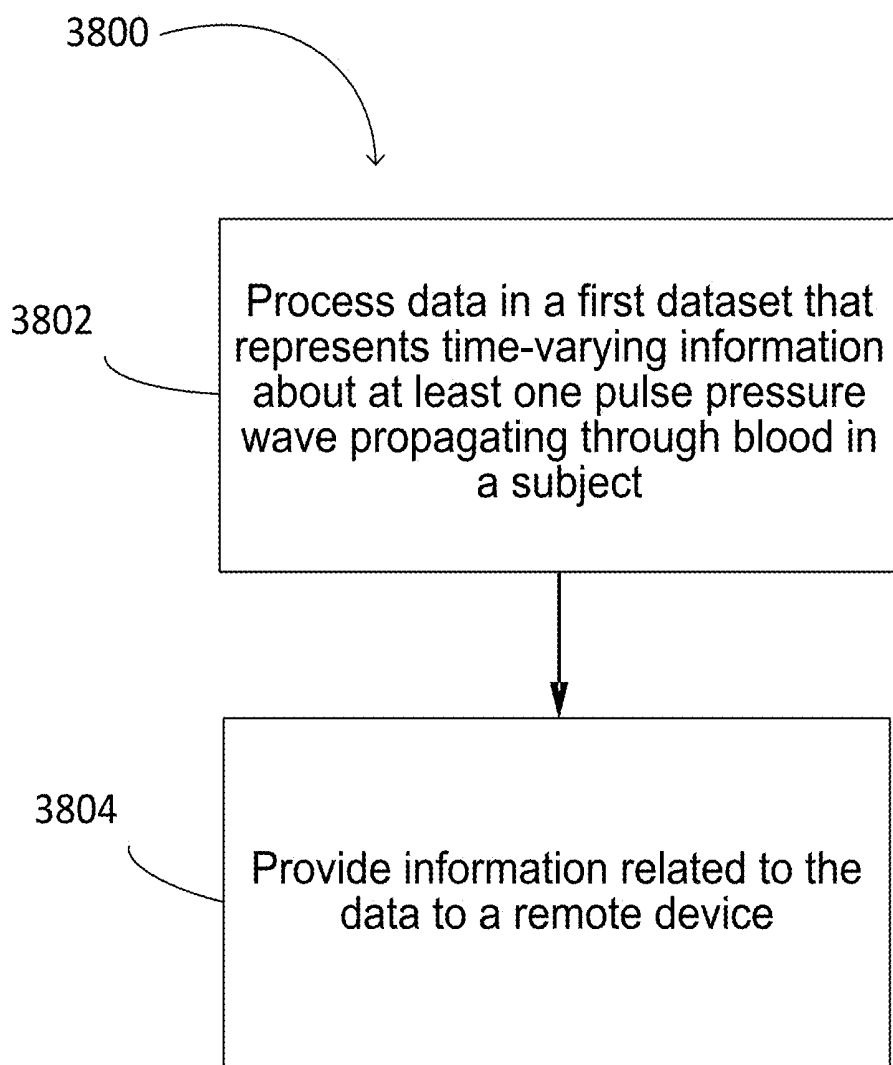 3800
3802
Process data in a first dataset that
represents time-varying information
about at least one pulse pressure
wave propagating through blood in
a subject
3804
Provide information related to the
data to a remote device